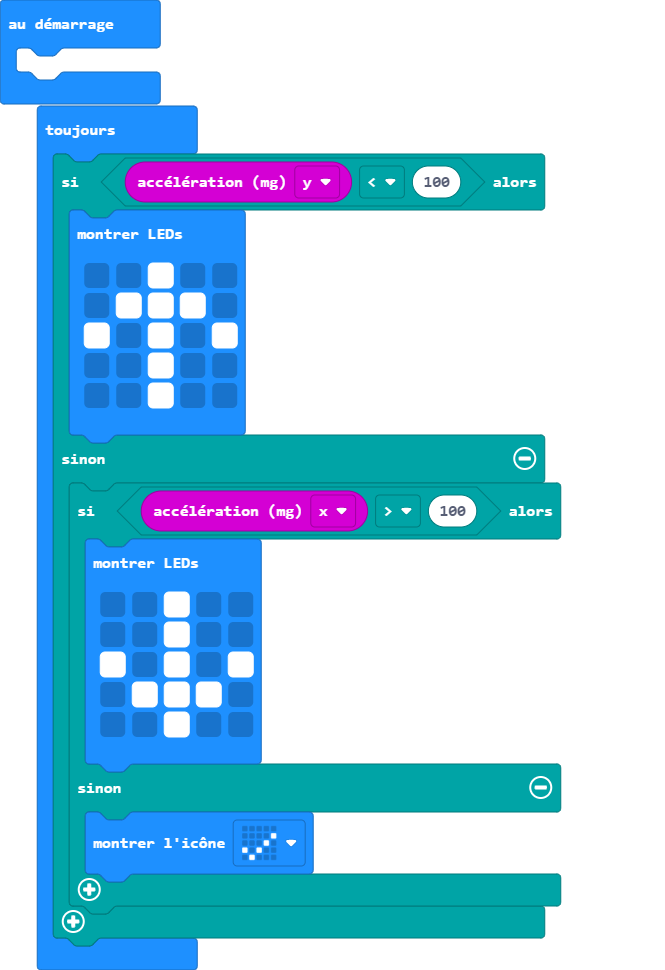 au démarrage
toujours
si accélération (mg) y < 100 alors
montrer LEDs
sinon
si accélération (mg) x > 100 alors
montrer LEDs
sinon
montrer l'icône